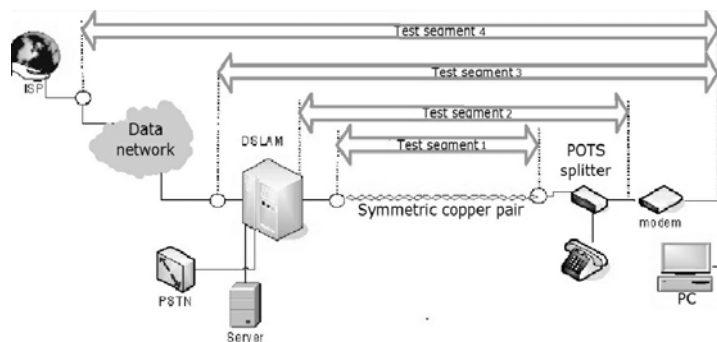 Test segment 4
Test segment 3
Test segment 2
Test segment 1
ISP
Data
network
DSLAM
POTS
splitter
Symmetric copper pair
modem
PSTN
Server
PC